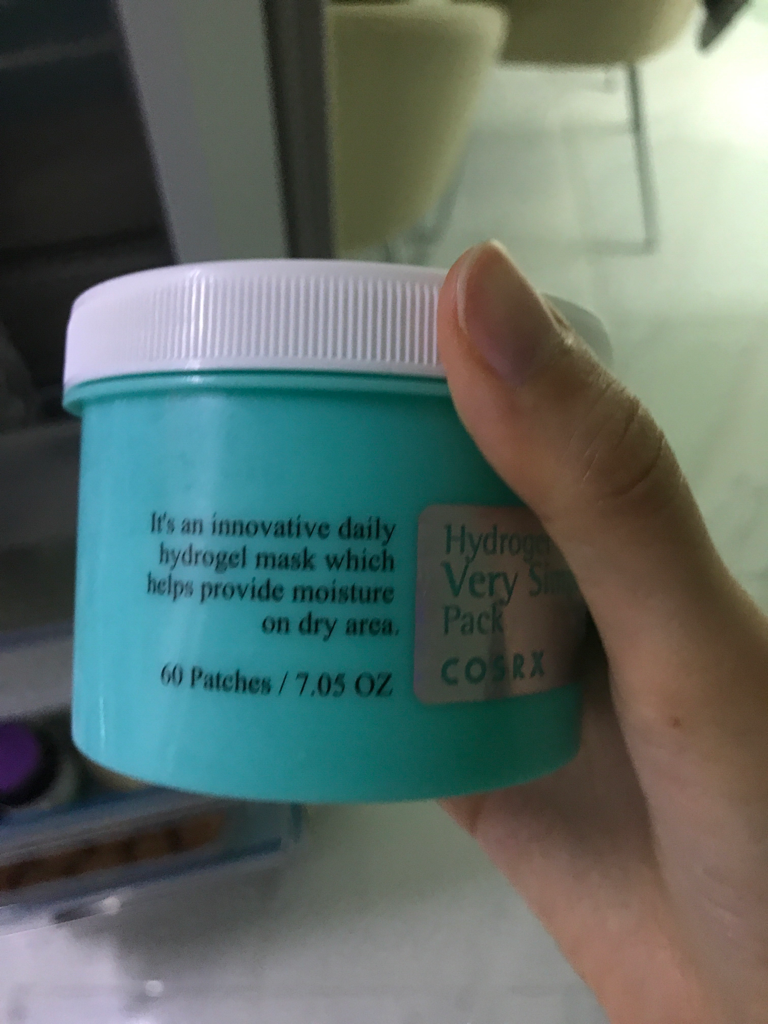 It's an innovative daily
hydrogel mask which
helps provide moisture
on dry area.
60 Patches / 7.05 OZ
Hydrogel
Very
Pack
COSRX